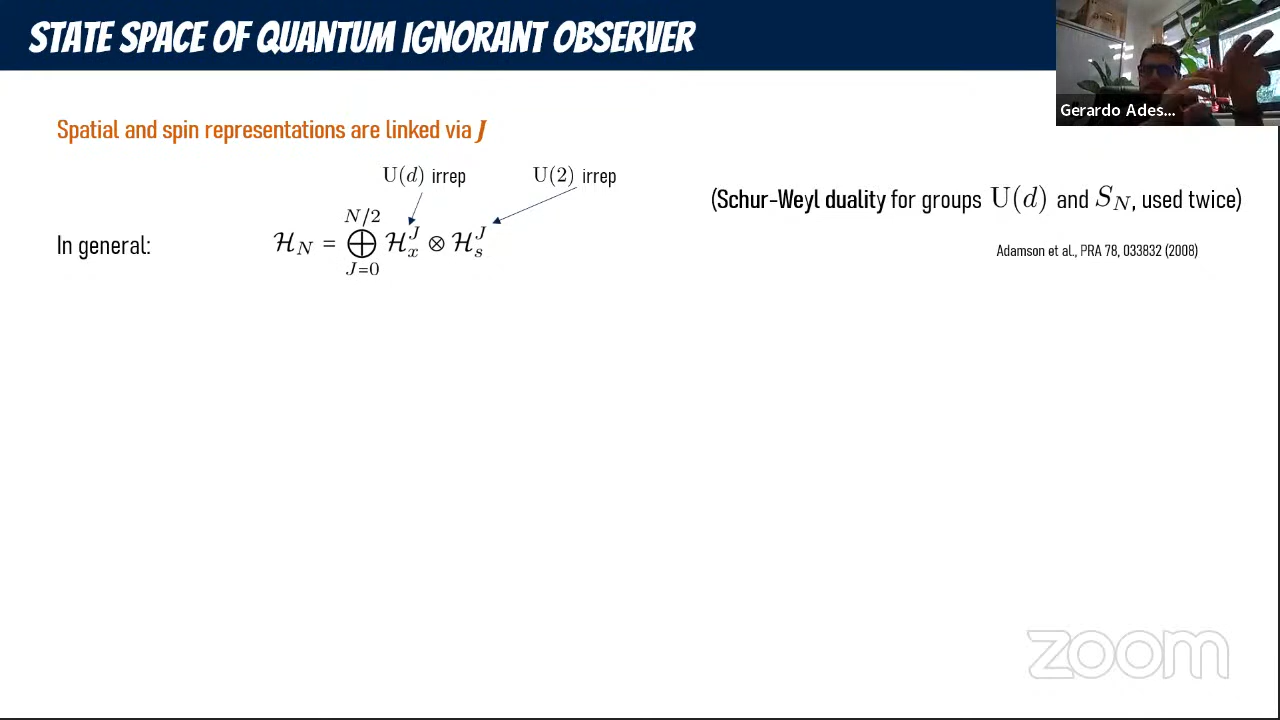 STATE SPACE OF QUANTUM IGNORANT OBSERVER
Gerardo Ades...
Spatial and spin representations are linked via J
U(d) irrep
U(2) irrep
(Schur-Weyl duality for groups U(d) and S_N, used twice)
In general:
ℋ_N = ⨁_{J=0}^{N/2} ℋ_x^J ⊗ ℋ_s^J
Adamson et al., PRA 78, 033832 (2008)
zoom